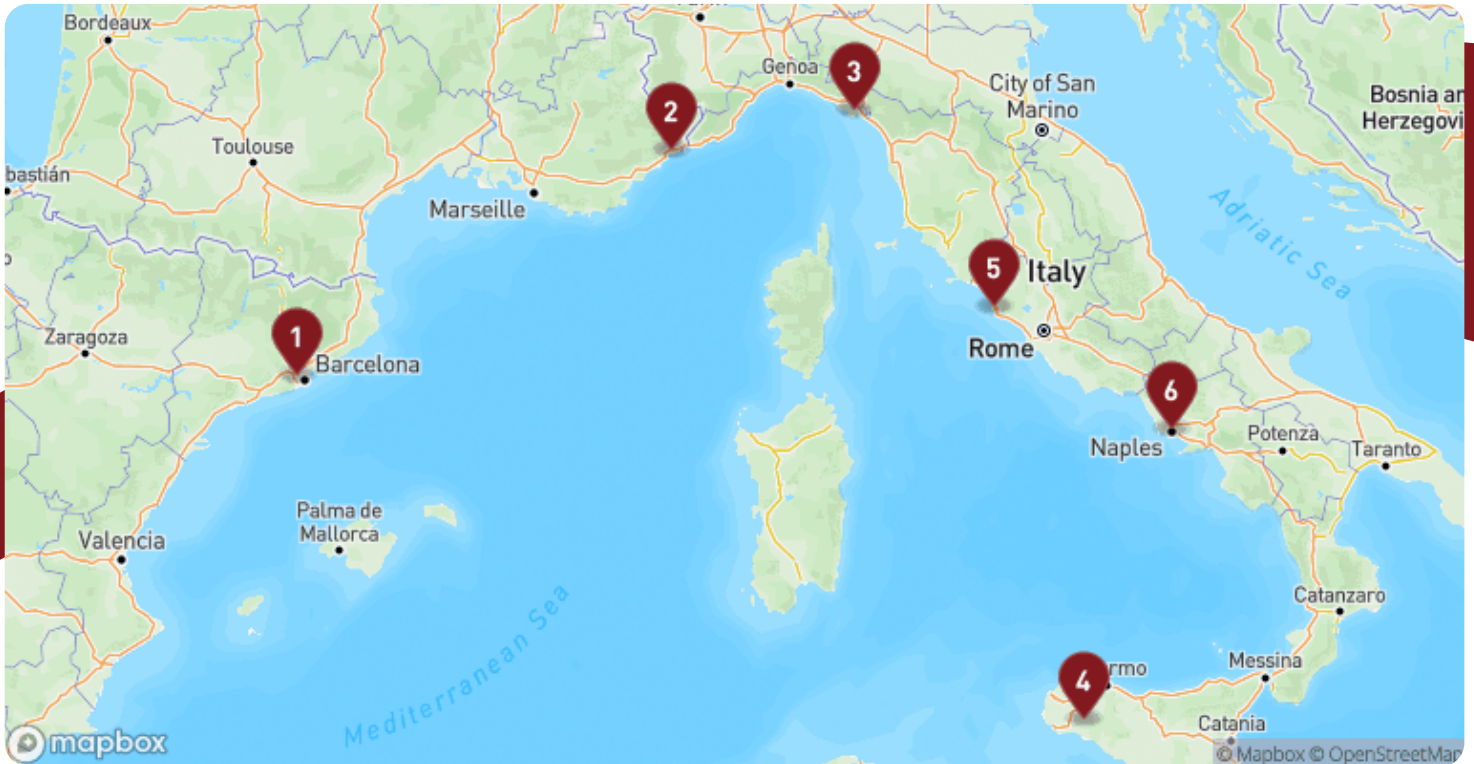 Bordeaux
Genoa
3
City of San
Marino
Bosnia an
Herzegovi
2
Toulouse
bastián
Marseille
Adriatic Sea
5
Italy
1
Zaragoza
Barcelona
Rome
6
Naples
Potenza
Taranto
Palma de
Mallorca
Valencia
Catanzaro
Mediterranean Sea
4
rmo
Messina
Catania
mapbox
© Mapbox © OpenStreetMap